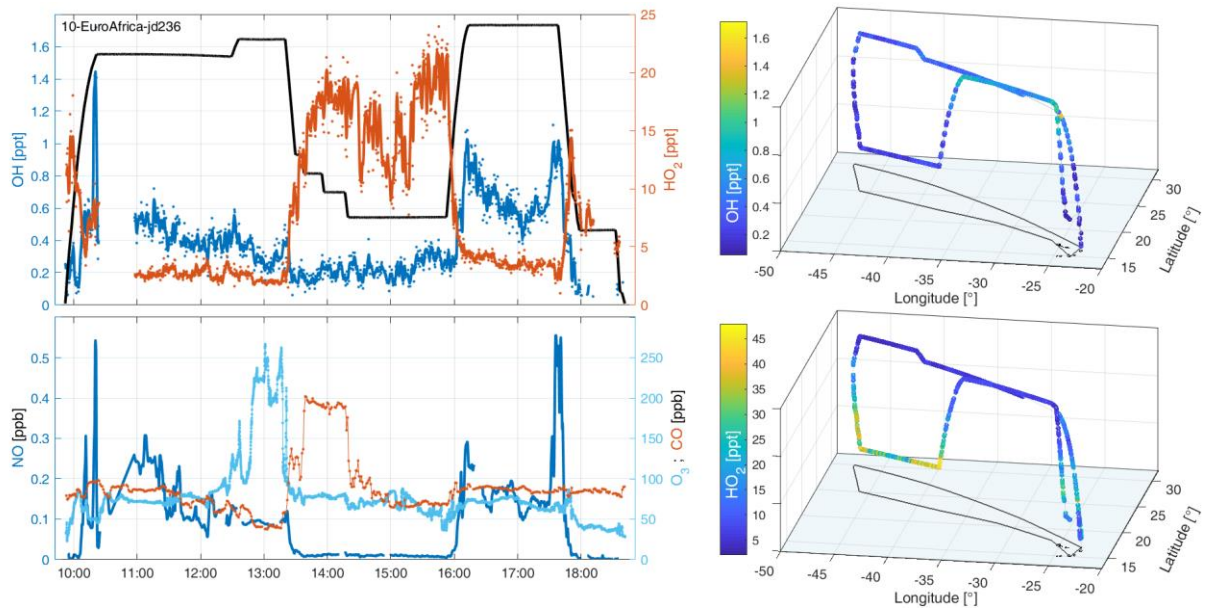 10-EuroAfrica-jd236
OH [ppt]
0
0.2
0.4
0.6
0.8
1
1.2
1.4
1.6
HO2 [ppt]
0
5
10
15
20
25
NO [ppb]
0
0.1
0.2
0.3
0.4
0.5
O3 ; CO [ppb]
0
50
100
150
200
250
10:00 11:00 12:00 13:00 14:00 15:00 16:00 17:00 18:00
OH [ppt]
1.6
1.4
1.2
1
0.8
0.6
0.4
0.2
-50 -45 -40 -35 -30 -25 -20
Longitude [°]
15 20 25 30
Latitude [°]
HO2 [ppt]
45
40
35
30
25
20
15
10
5
-50 -45 -40 -35 -30 -25 -20
Longitude [°]
15 20 25 30
Latitude [°]